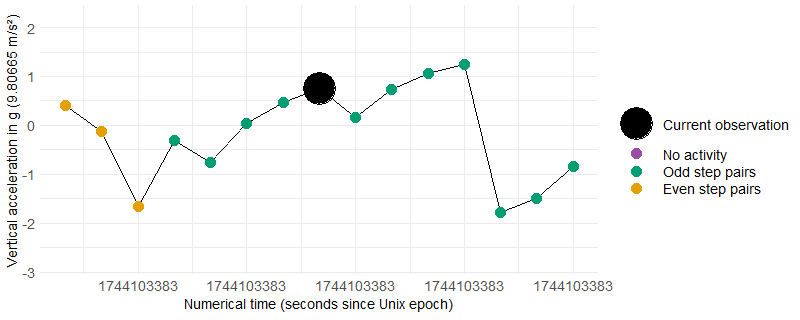 Vertical acceleration in g (9.80665 m/s²)
2
1
0
-1
-2
-3
1744103383 1744103383 1744103383 1744103383 1744103383
Numerical time (seconds since Unix epoch)
Current observation
No activity
Odd step pairs
Even step pairs